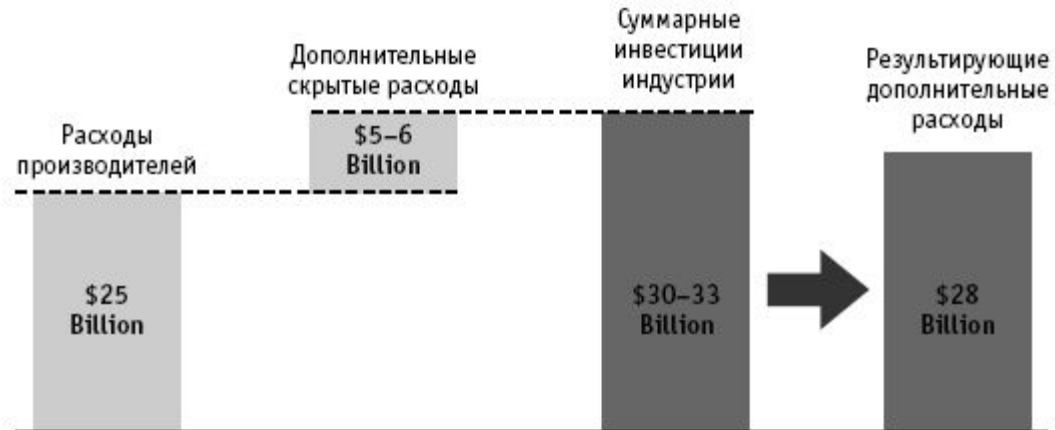 Расходы
производителей
$25
Billion
Дополнительные
скрытые расходы
$5–6
Billion
Суммарные
инвестиции
индустрии
$30–33
Billion
Результирующие
дополнительные
расходы
$28
Billion